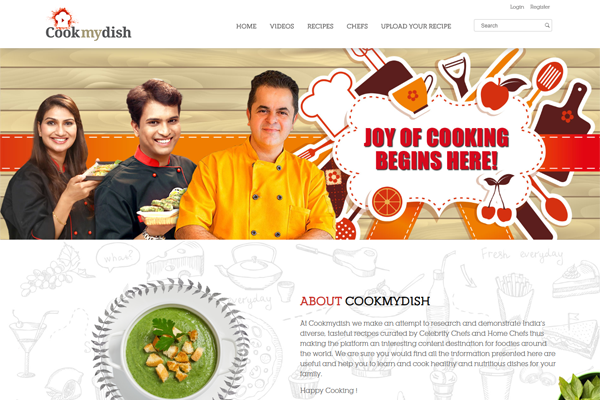 Login Register
Cookmydish
HOME VIDEOS RECIPES CHEFS UPLOAD YOUR RECIPE Search
JOY OF COOKING
BEGINS HERE!
what?
Fresh
everyday
everyday
ABOUT COOKMYDISH
At Cookmydish we make an attempt to research and demonstrate India's
diverse, tasteful recipes curated by Celebrity Chefs and Home Chefs thus
making the platform an interesting content destination for foodies around
the world. We are sure you would find all the information presented here are
useful and help you to learn and cook healthy and nutritious dishes for your
family.
Happy Cooking !